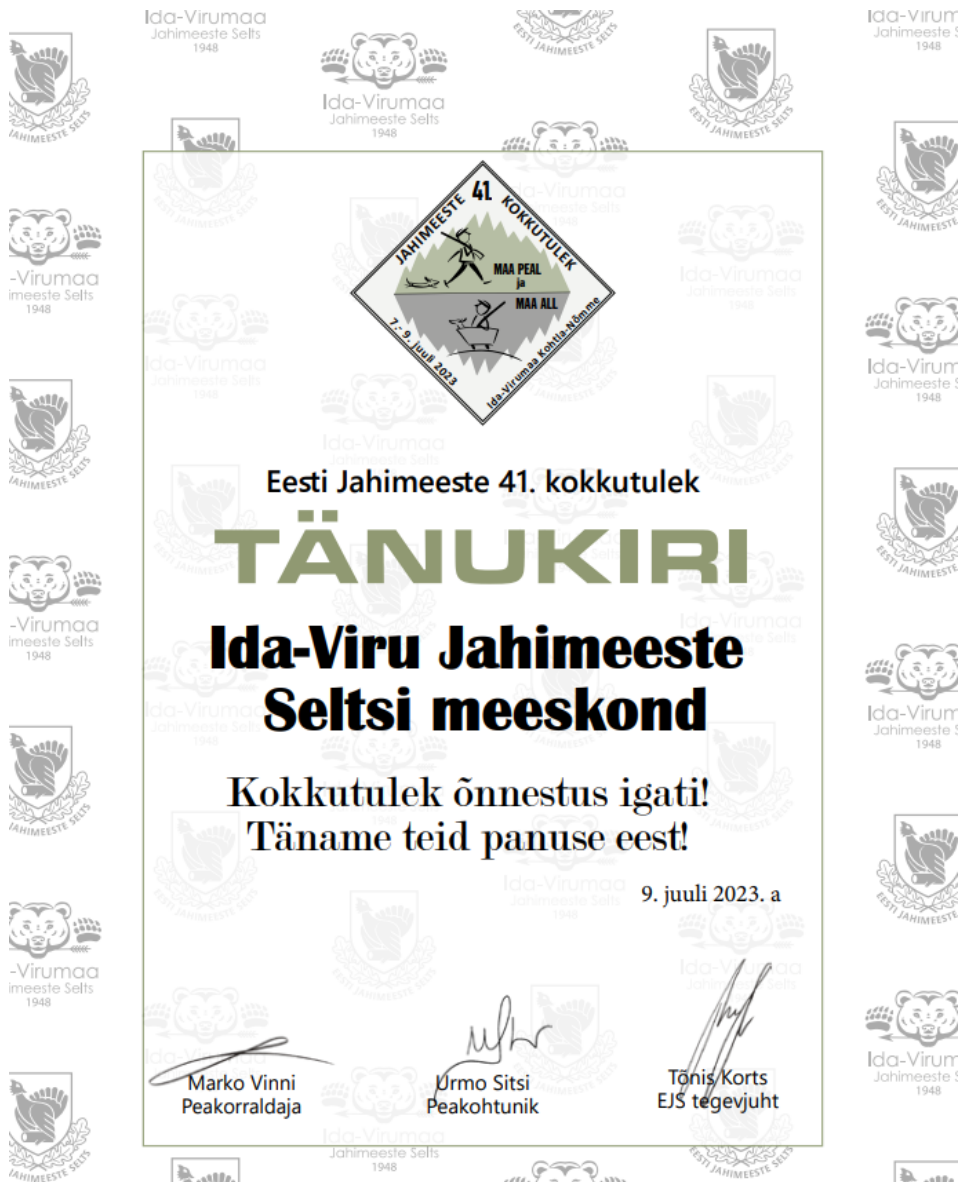 JAHIMEESTE 41 KOKKUTULEK
MAA PEAL
ja
MAA ALL
7.- 9. juuli 2023
Ida-Virumaa Kohtla-Nõmme
Eesti Jahimeeste 41. kokkutulek
TÄNUKIRI
Ida-Viru Jahimeeste
Seltsi meeskond
Kokkutulek õnnestus igati!
Täname teid panuse eest!
9. juuli 2023. a
Marko Vinni
Peakorraldaja
Urmo Sitsi
Peakohtunik
Tõnis Korts
EJS tegevjuht
Ida-Virumaa
Jahimeeste Selts
1948
EESTI JAHIMEESTE SELTS